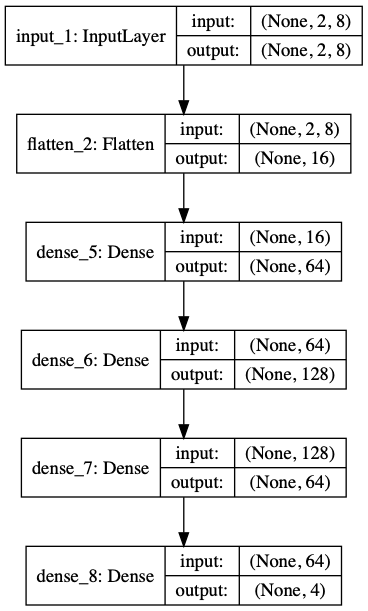 input_1: InputLayer
input: (None, 2, 8)
output: (None, 2, 8)
flatten_2: Flatten
input: (None, 2, 8)
output: (None, 16)
dense_5: Dense
input: (None, 16)
output: (None, 64)
dense_6: Dense
input: (None, 64)
output: (None, 128)
dense_7: Dense
input: (None, 128)
output: (None, 64)
dense_8: Dense
input: (None, 64)
output: (None, 4)